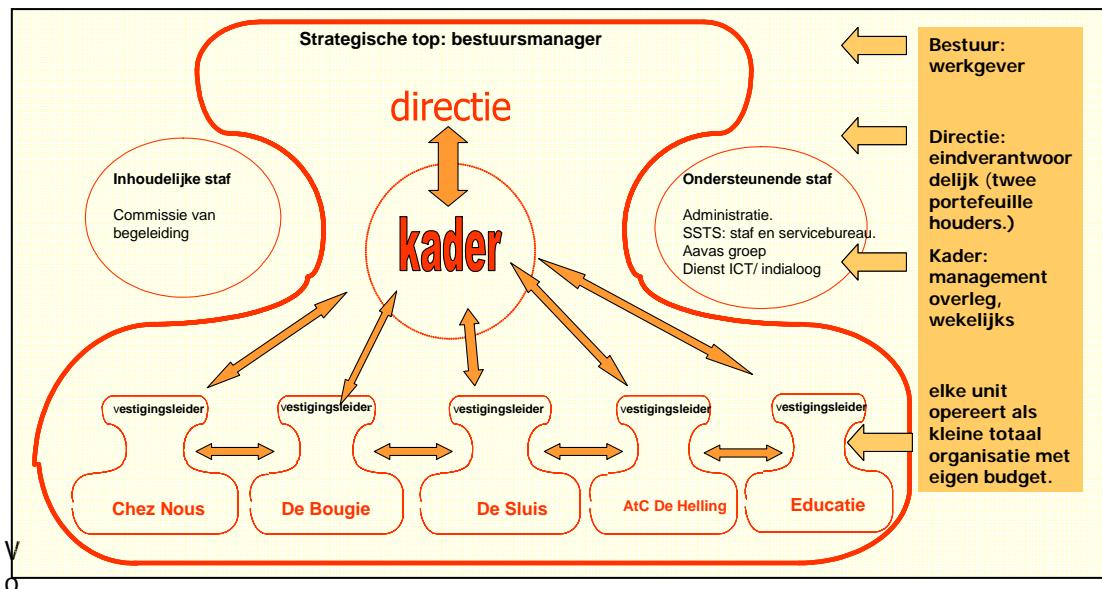 Strategische top: bestuursmanager
directie
kader
Inhoudelijke staf
Commissie van
begeleiding
Ondersteunende staf
Administratie.
SSTS: staf en servicebureau.
Aavas groep
Dienst ICT/ indialoog
vestigingsleider
vestigingsleider
vestigingsleider
vestigingsleider
vestigingsleider
Chez Nous
De Bougie
De Sluis
AtC De Helling
Educatie
Bestuur:
werkgever
Directie:
eindverantwoor
delijk (twee
portefeuille
houders.)
Kader:
management
overleg,
wekelijks
elke unit
opereert als
kleine totaal
organisatie met
eigen budget.
V
o